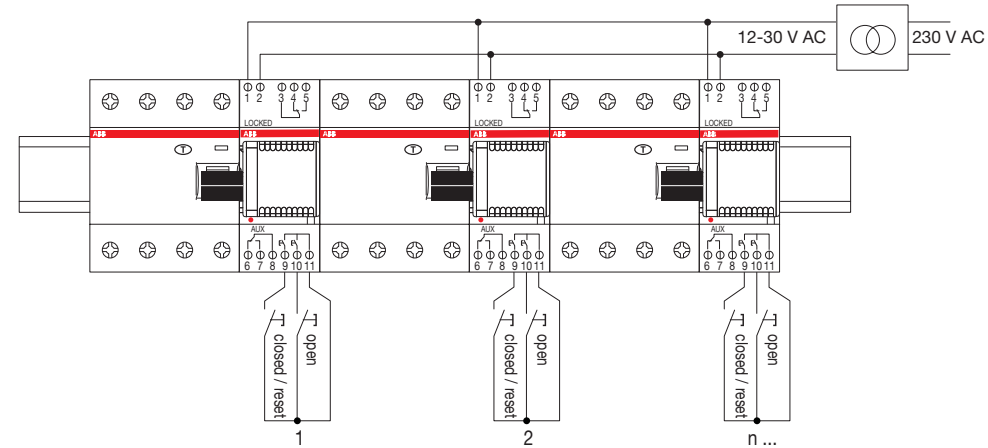 12-30 V AC
230 V AC
1 2 3 4 5
1 2 3 4 5
1 2 3 4 5
LOCKED
LOCKED
LOCKED
ABB ABB ABB ABB ABB ABB
T
T
T
AUX
AUX
AUX
6 7 8 9 10 11
6 7 8 9 10 11
6 7 8 9 10 11
closed / reset
open
closed / reset
open
closed / reset
open
1
2
n ...